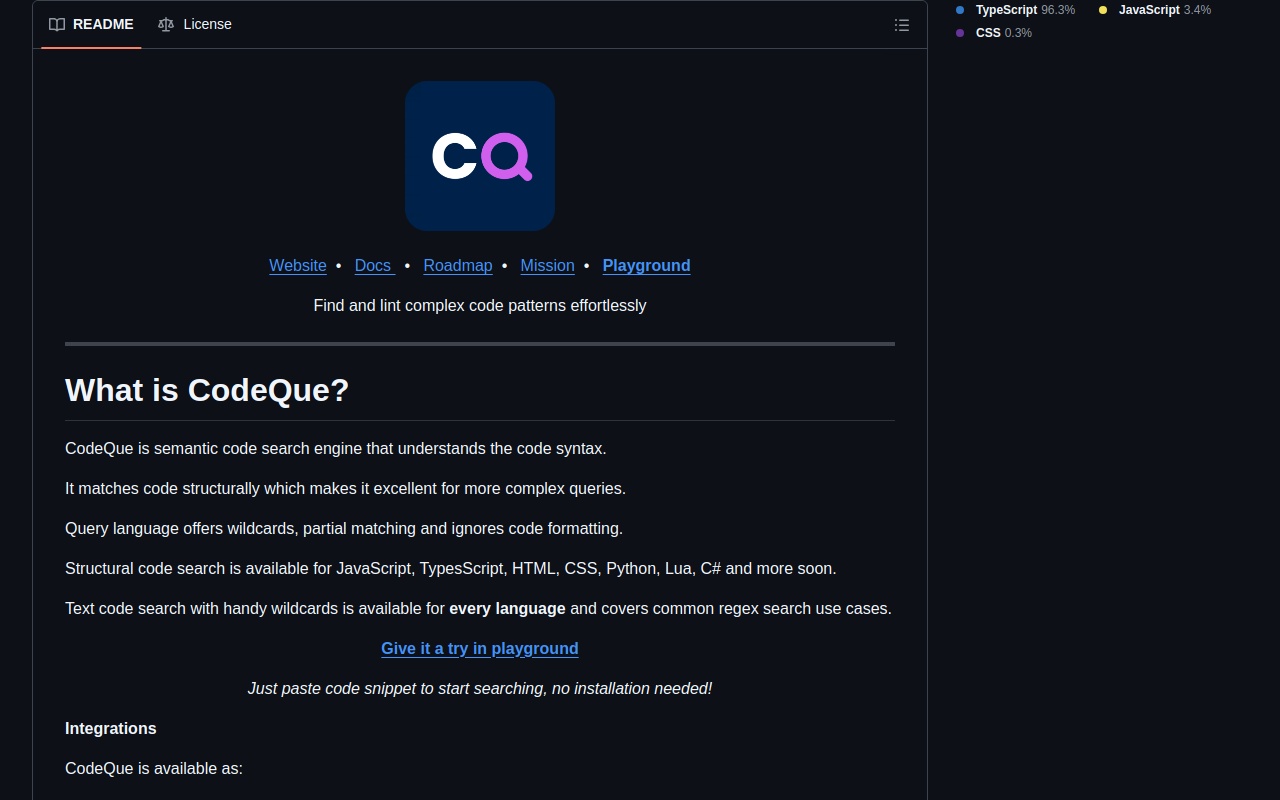 README License
TypeScript 96.3% JavaScript 3.4%
CSS 0.3%
CQ
Website • Docs • Roadmap • Mission • Playground
Find and lint complex code patterns effortlessly
What is CodeQue?
CodeQue is semantic code search engine that understands the code syntax.
It matches code structurally which makes it excellent for more complex queries.
Query language offers wildcards, partial matching and ignores code formatting.
Structural code search is available for JavaScript, TypesScript, HTML, CSS, Python, Lua, C# and more soon.
Text code search with handy wildcards is available for every language and covers common regex search use cases.
Give it a try in playground
Just paste code snippet to start searching, no installation needed!
Integrations
CodeQue is available as: